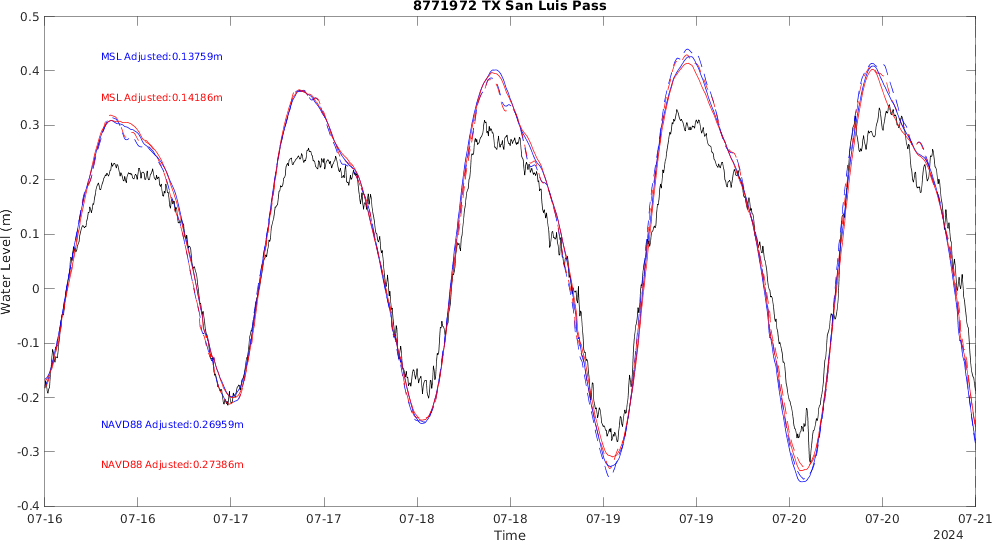 8771972 TX San Luis Pass
0.5
0.4
0.3
0.2
0.1
0
-0.1
-0.2
-0.3
-0.4
Water Level (m)
MSL Adjusted:0.13759m
MSL Adjusted:0.14186m
NAVD88 Adjusted:0.26959m
NAVD88 Adjusted:0.27386m
07-16 07-16 07-17 07-17 07-18 07-18 07-19 07-19 07-20 07-20 07-21
Time
2024